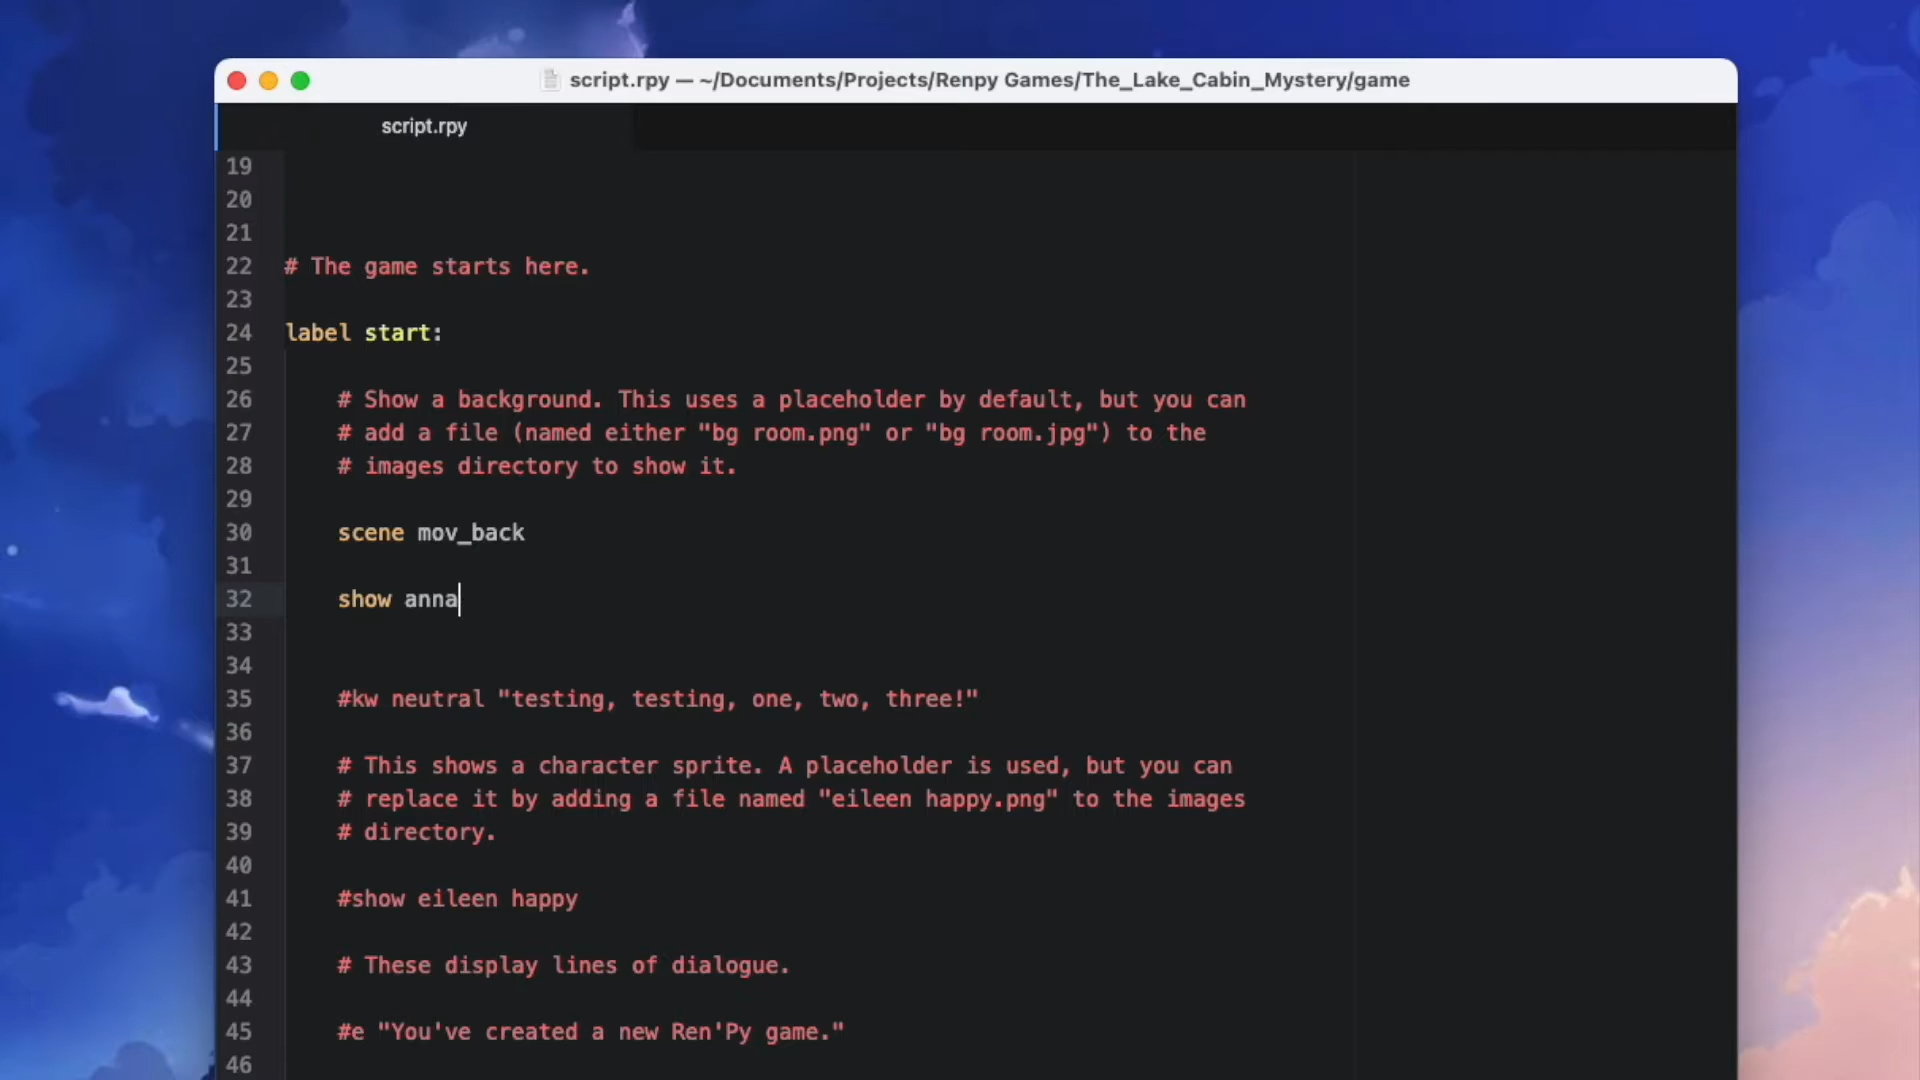 script.rpy — ~/Documents/Projects/Renpy Games/The_Lake_Cabin_Mystery/game
script.rpy
19
20
21
22 # The game starts here.
23
24 label start:
25
26 # Show a background. This uses a placeholder by default, but you can
27 # add a file (named either "bg room.png" or "bg room.jpg") to the
28 # images directory to show it.
29
30 scene mov_back
31
32 show anna
33
34
35 #kw neutral "testing, testing, one, two, three!"
36
37 # This shows a character sprite. A placeholder is used, but you can
38 # replace it by adding a file named "eileen happy.png" to the images
39 # directory.
40
41 #show eileen happy
42
43 # These display lines of dialogue.
44
45 #e "You've created a new Ren'Py game."
46